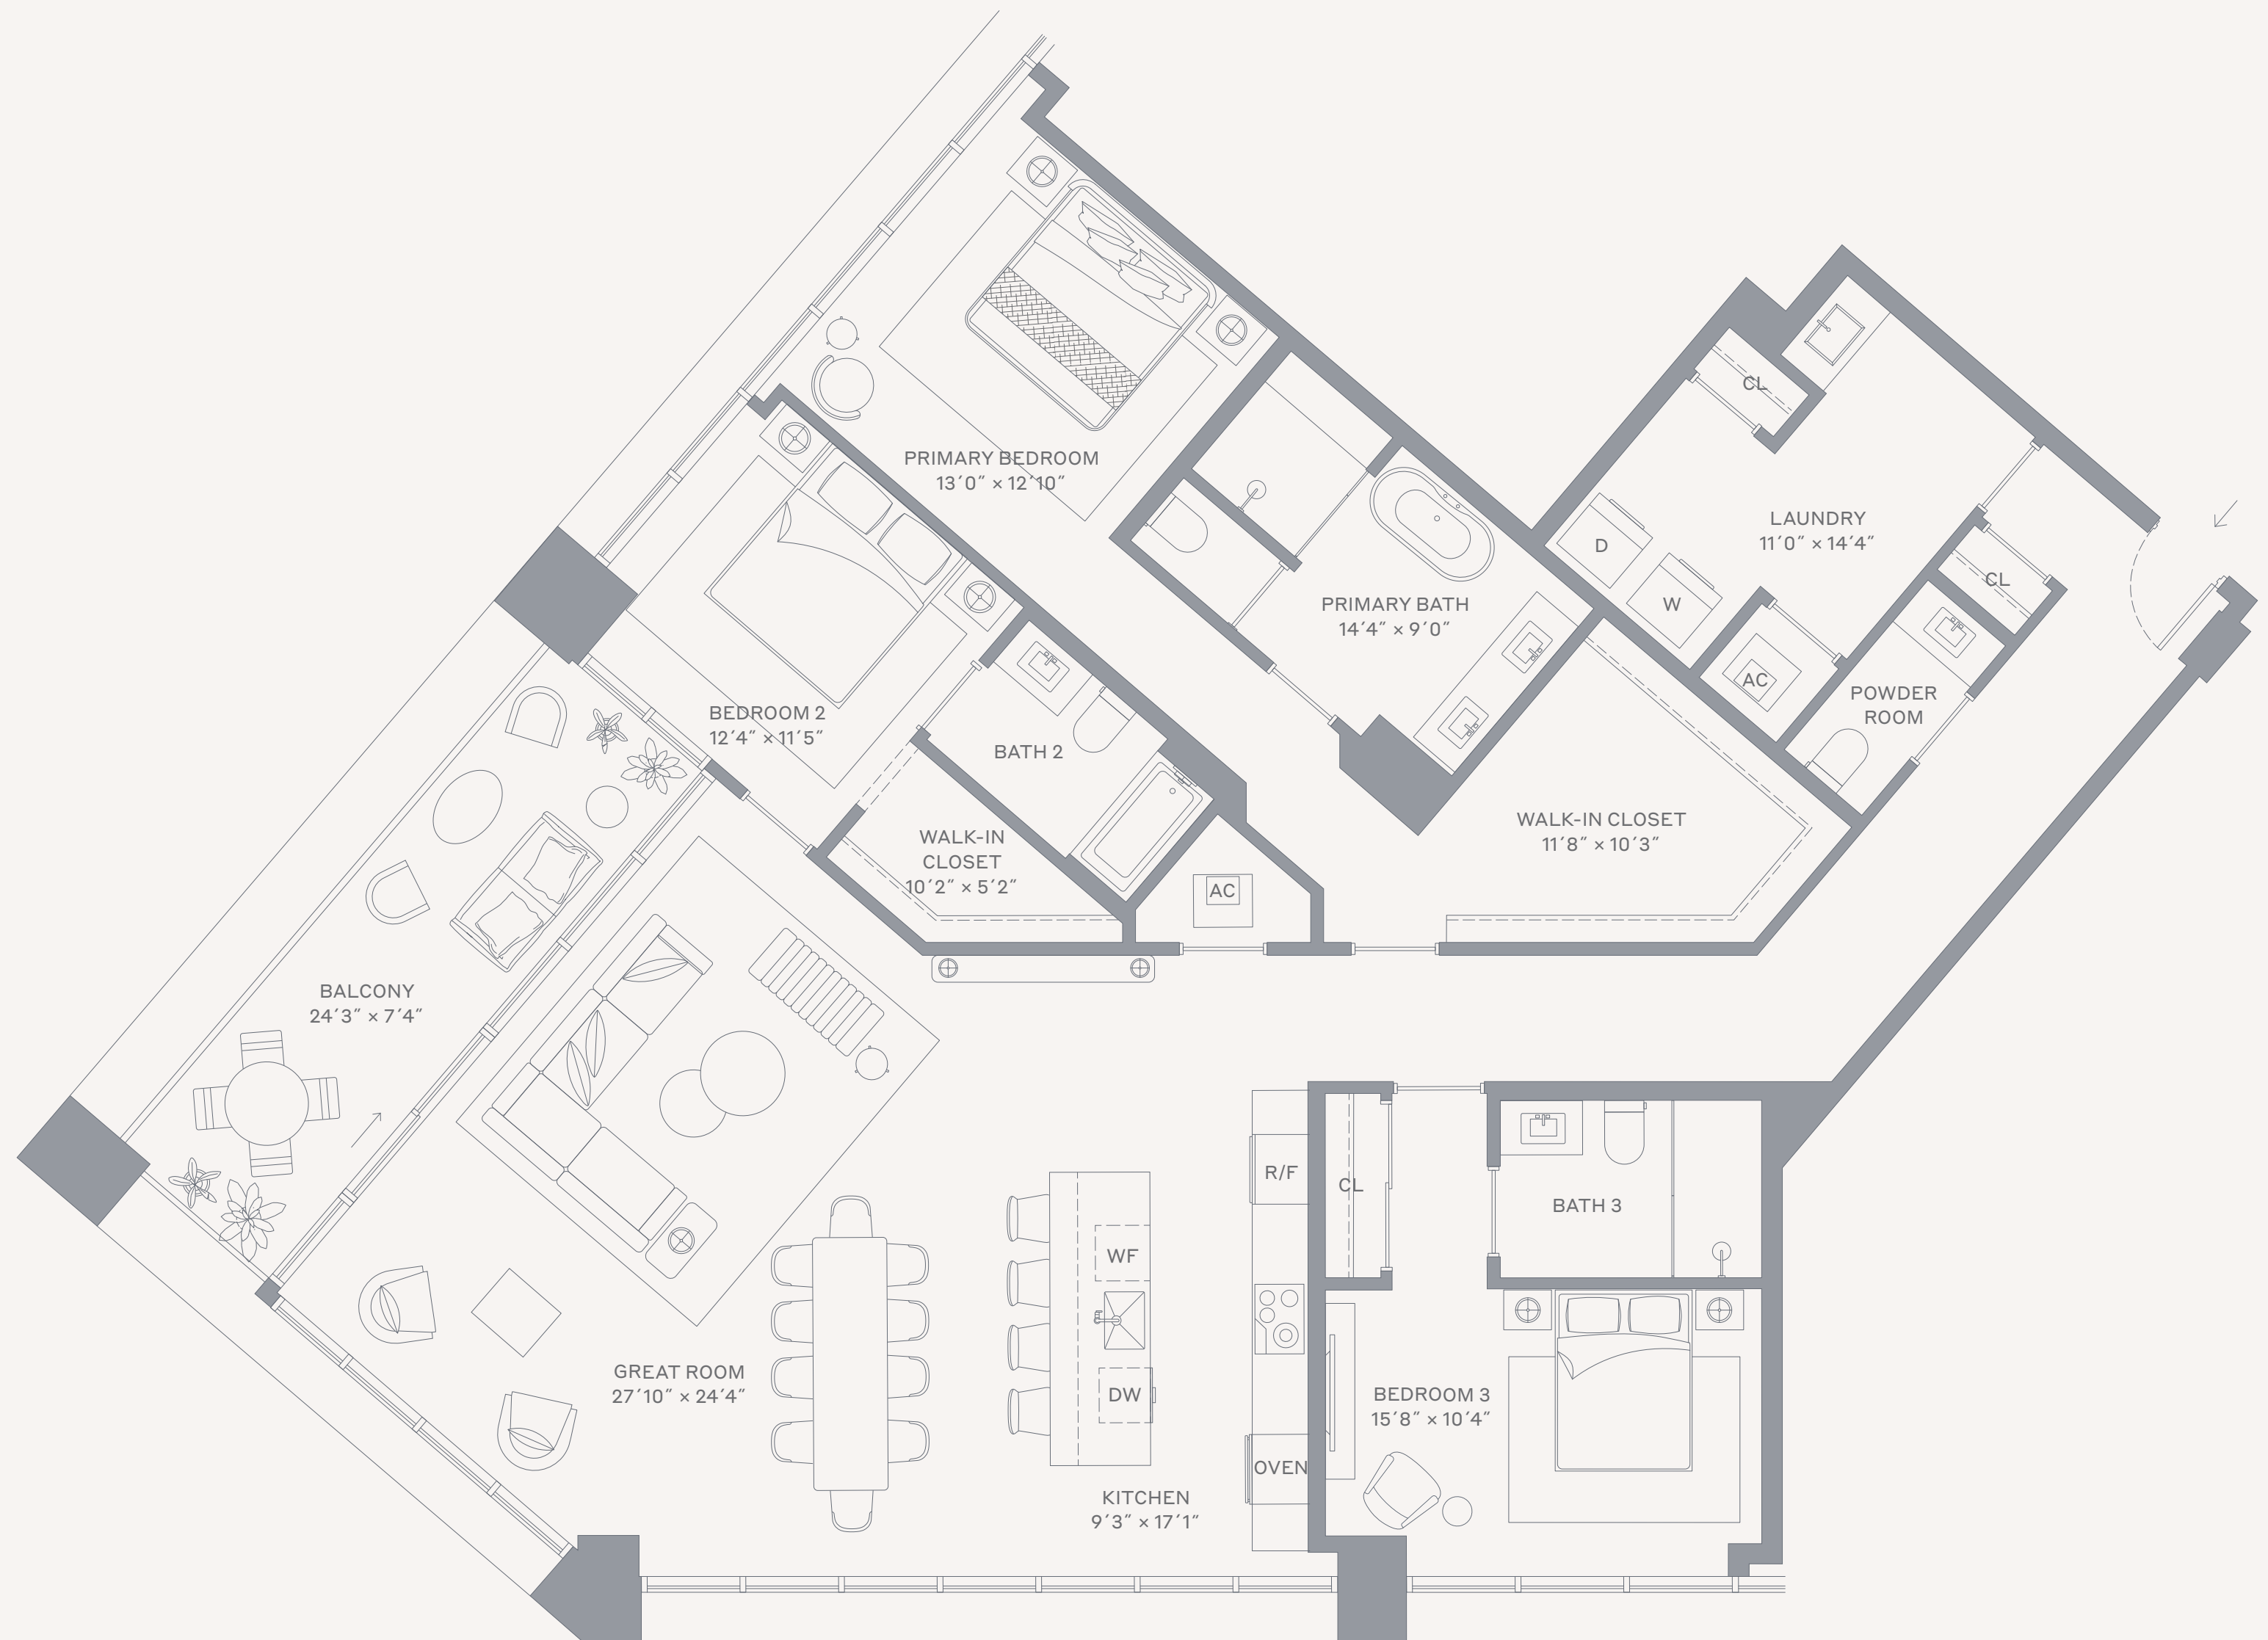 CL
PRIMARY BEDROOM
13′0″ × 12′10″
LAUNDRY
11′0″ × 14′4″
D
CL
W
PRIMARY BATH
14′4″ × 9′0″
AC
POWDER
ROOM
BEDROOM 2
12′4″ × 11′5″
BATH 2
WALK-IN CLOSET
11′8″ × 10′3″
WALK-IN
CLOSET
10′2″ × 5′2″
AC
BALCONY
24′3″ × 7′4″
R/F
CL
BATH 3
WF
GREAT ROOM
27′10″ × 24′4″
DW
BEDROOM 3
15′8″ × 10′4″
OVEN
KITCHEN
9′3″ × 17′1″